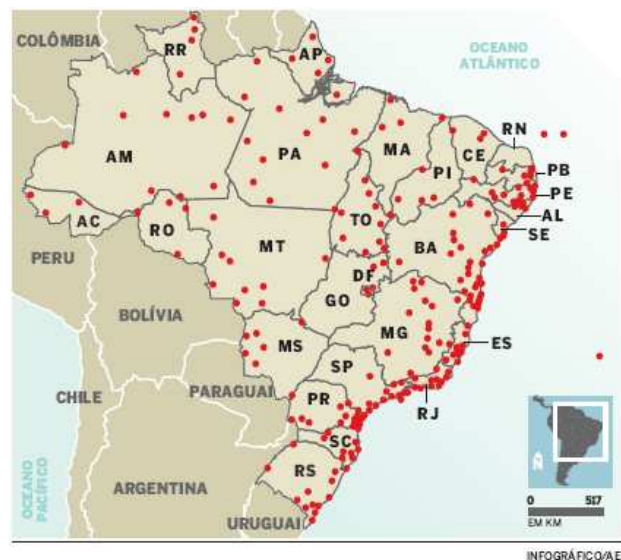 COLÔMBIA
RR
AP
OCEANO
ATLÂNTICO
AM
PA
MA
CE
RN
PI
PB
PE
AL
SE
AC
RO
TO
BA
PERU
MT
DF
GO
BOLÍVIA
MG
ES
MS
SP
CHILE
PARAGUAI
PR
RJ
SC
RS
OCEANO
PACÍFICO
ARGENTINA
URUGUAI
N
0 517
EM KM
INFOGRÁFICO/AE